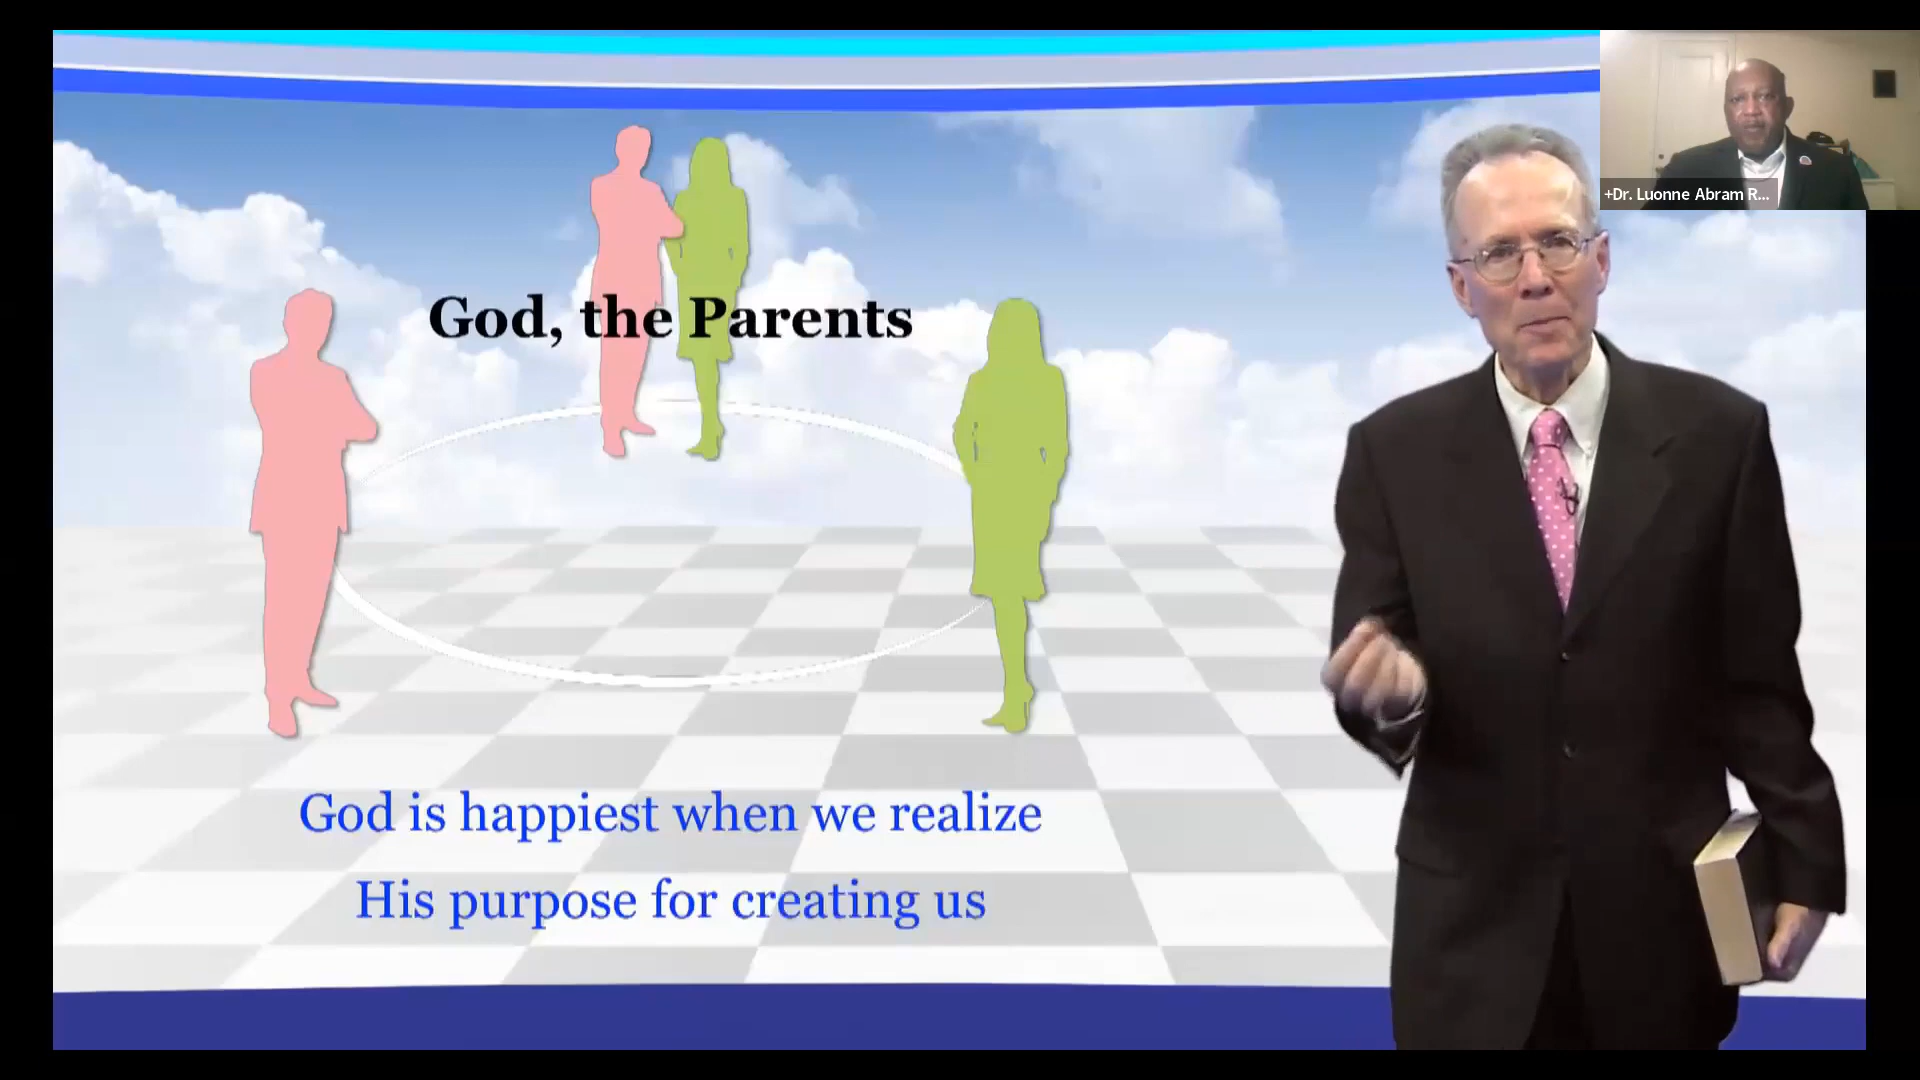 +Dr. Luonne Abram R...
God, the Parents
God is happiest when we realize
His purpose for creating us